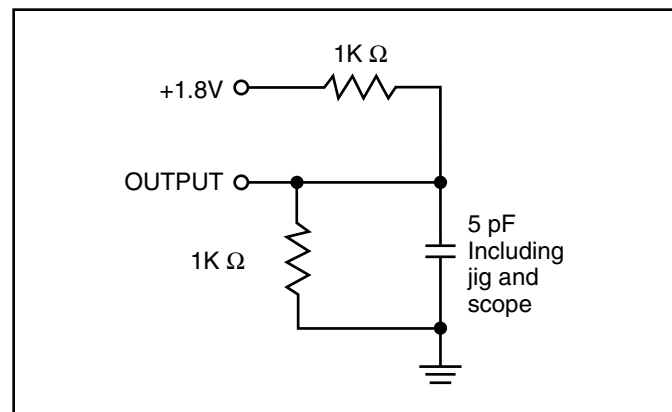 1K Ω
+1.8V
OUTPUT
1K Ω
5 pF
Including
jig and
scope